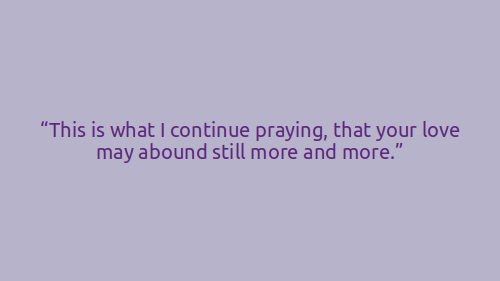 “This is what I continue praying, that your love
may abound still more and more.”